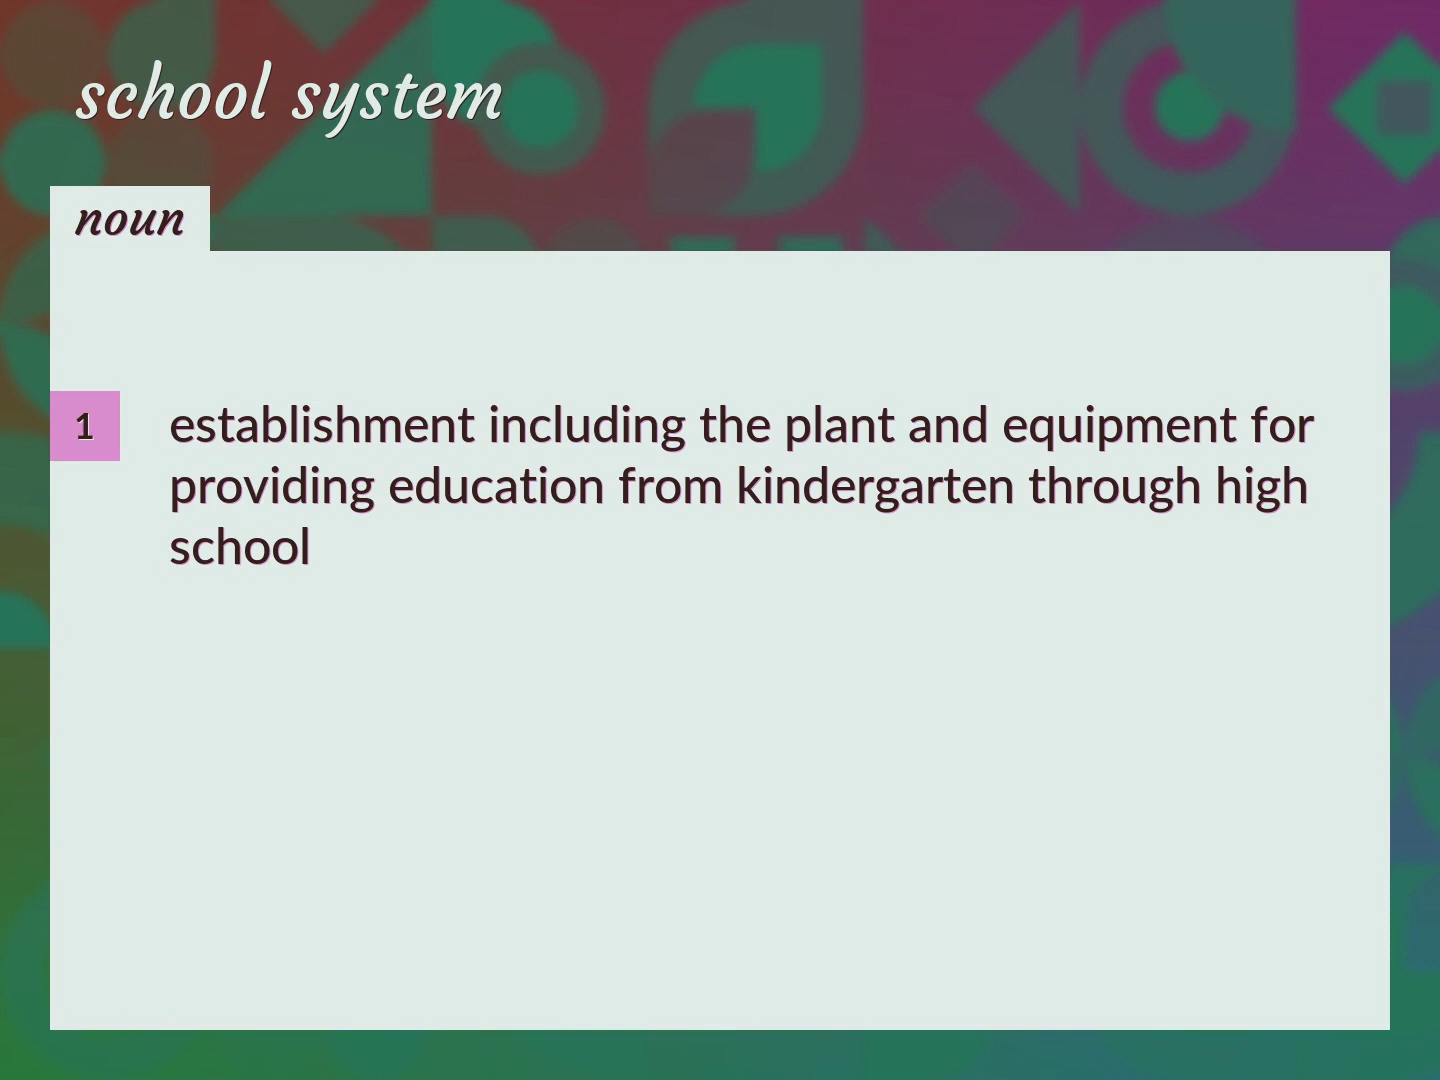 school system
noun
1
establishment including the plant and equipment for
providing education from kindergarten through high
school